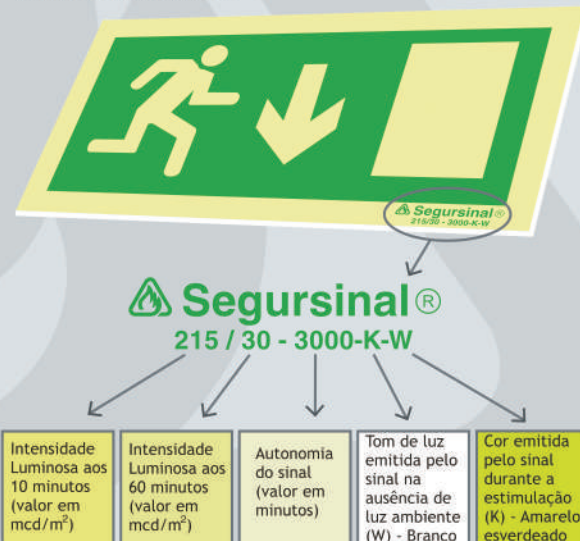 Segursinal®
215/30 - 3000-K-W
Segursinal®
215 / 30 - 3000-K-W
Intensidade
Luminosa aos
10 minutos
(valor em
mcd/m²)
Intensidade
Luminosa aos
60 minutos
(valor em
mcd/m²)
Autonomia
do sinal
(valor em
minutos)
Tom de luz
emitida pelo
sinal na
ausência de
luz ambiente
(W) - Branco
Cor emitida
pelo sinal
durante a
estimulação
(K) - Amarelo
esverdeado